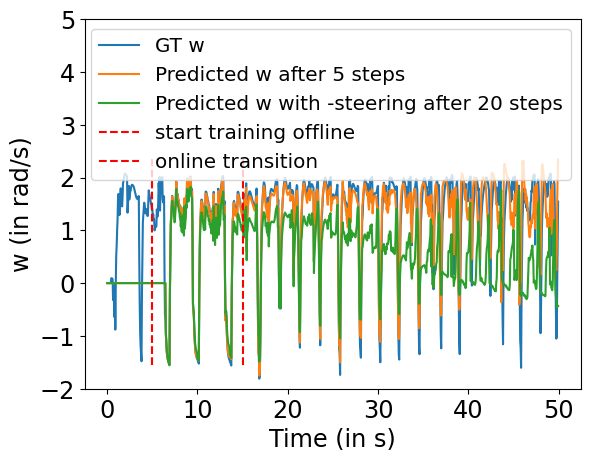 GT w
Predicted w after 5 steps
Predicted w with -steering after 20 steps
start training offline
online transition
w (in rad/s)
5
4
3
2
1
0
−1
−2
0 10 20 30 40 50
Time (in s)